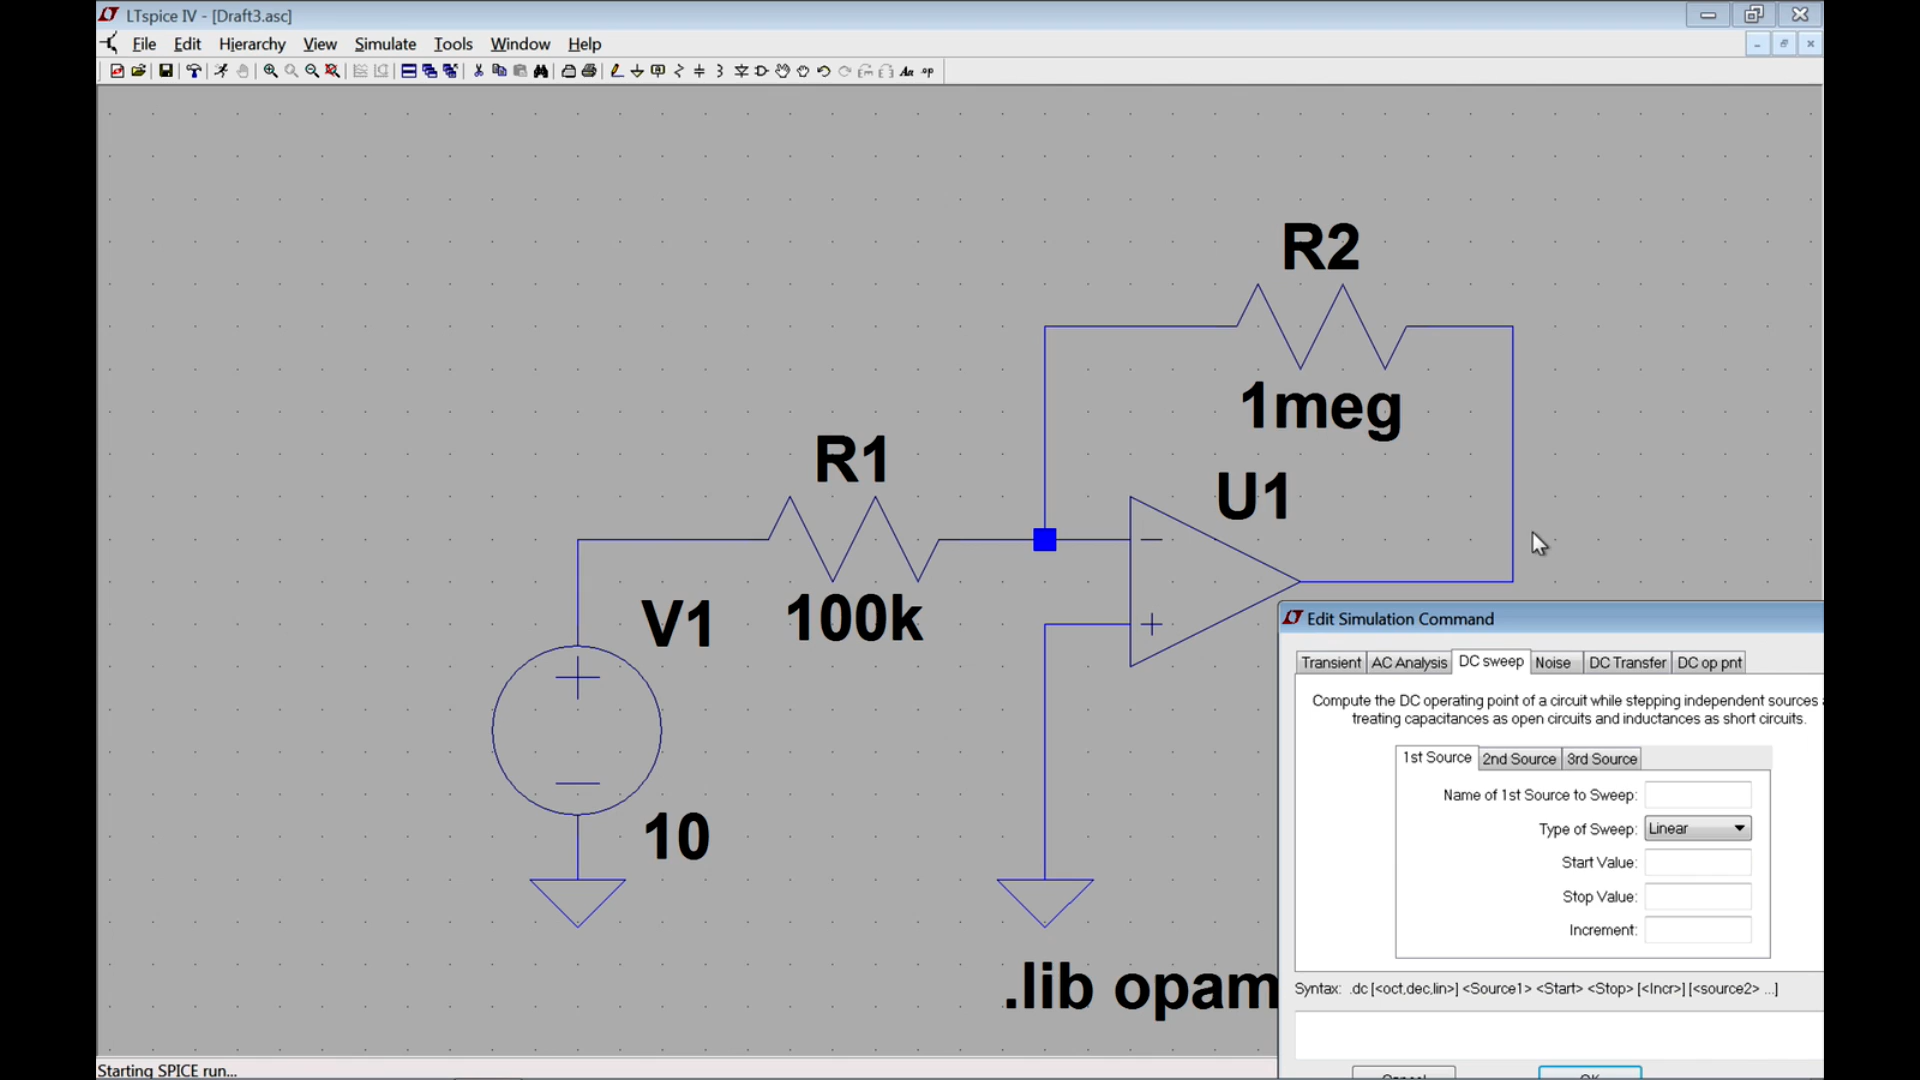 LTspice IV - [Draft3.asc]
File Edit Hierarchy View Simulate Tools Window Help
R2
1meg
R1
U1
100k
V1
10
.lib opam
Edit Simulation Command
Transient AC Analysis DC sweep Noise DC Transfer DC op pnt
Compute the DC operating point of a circuit while stepping independent sources
treating capacitances as open circuits and inductances as short circuits.
1st Source 2nd Source 3rd Source
Name of 1st Source to Sweep:
Type of Sweep: Linear
Start Value:
Stop Value:
Increment:
Syntax: .dc [<oct,dec,lin>] <Source1> <Start> <Stop> [<Incr>] [<source2> ...]
Cancel OK
Starting SPICE run...